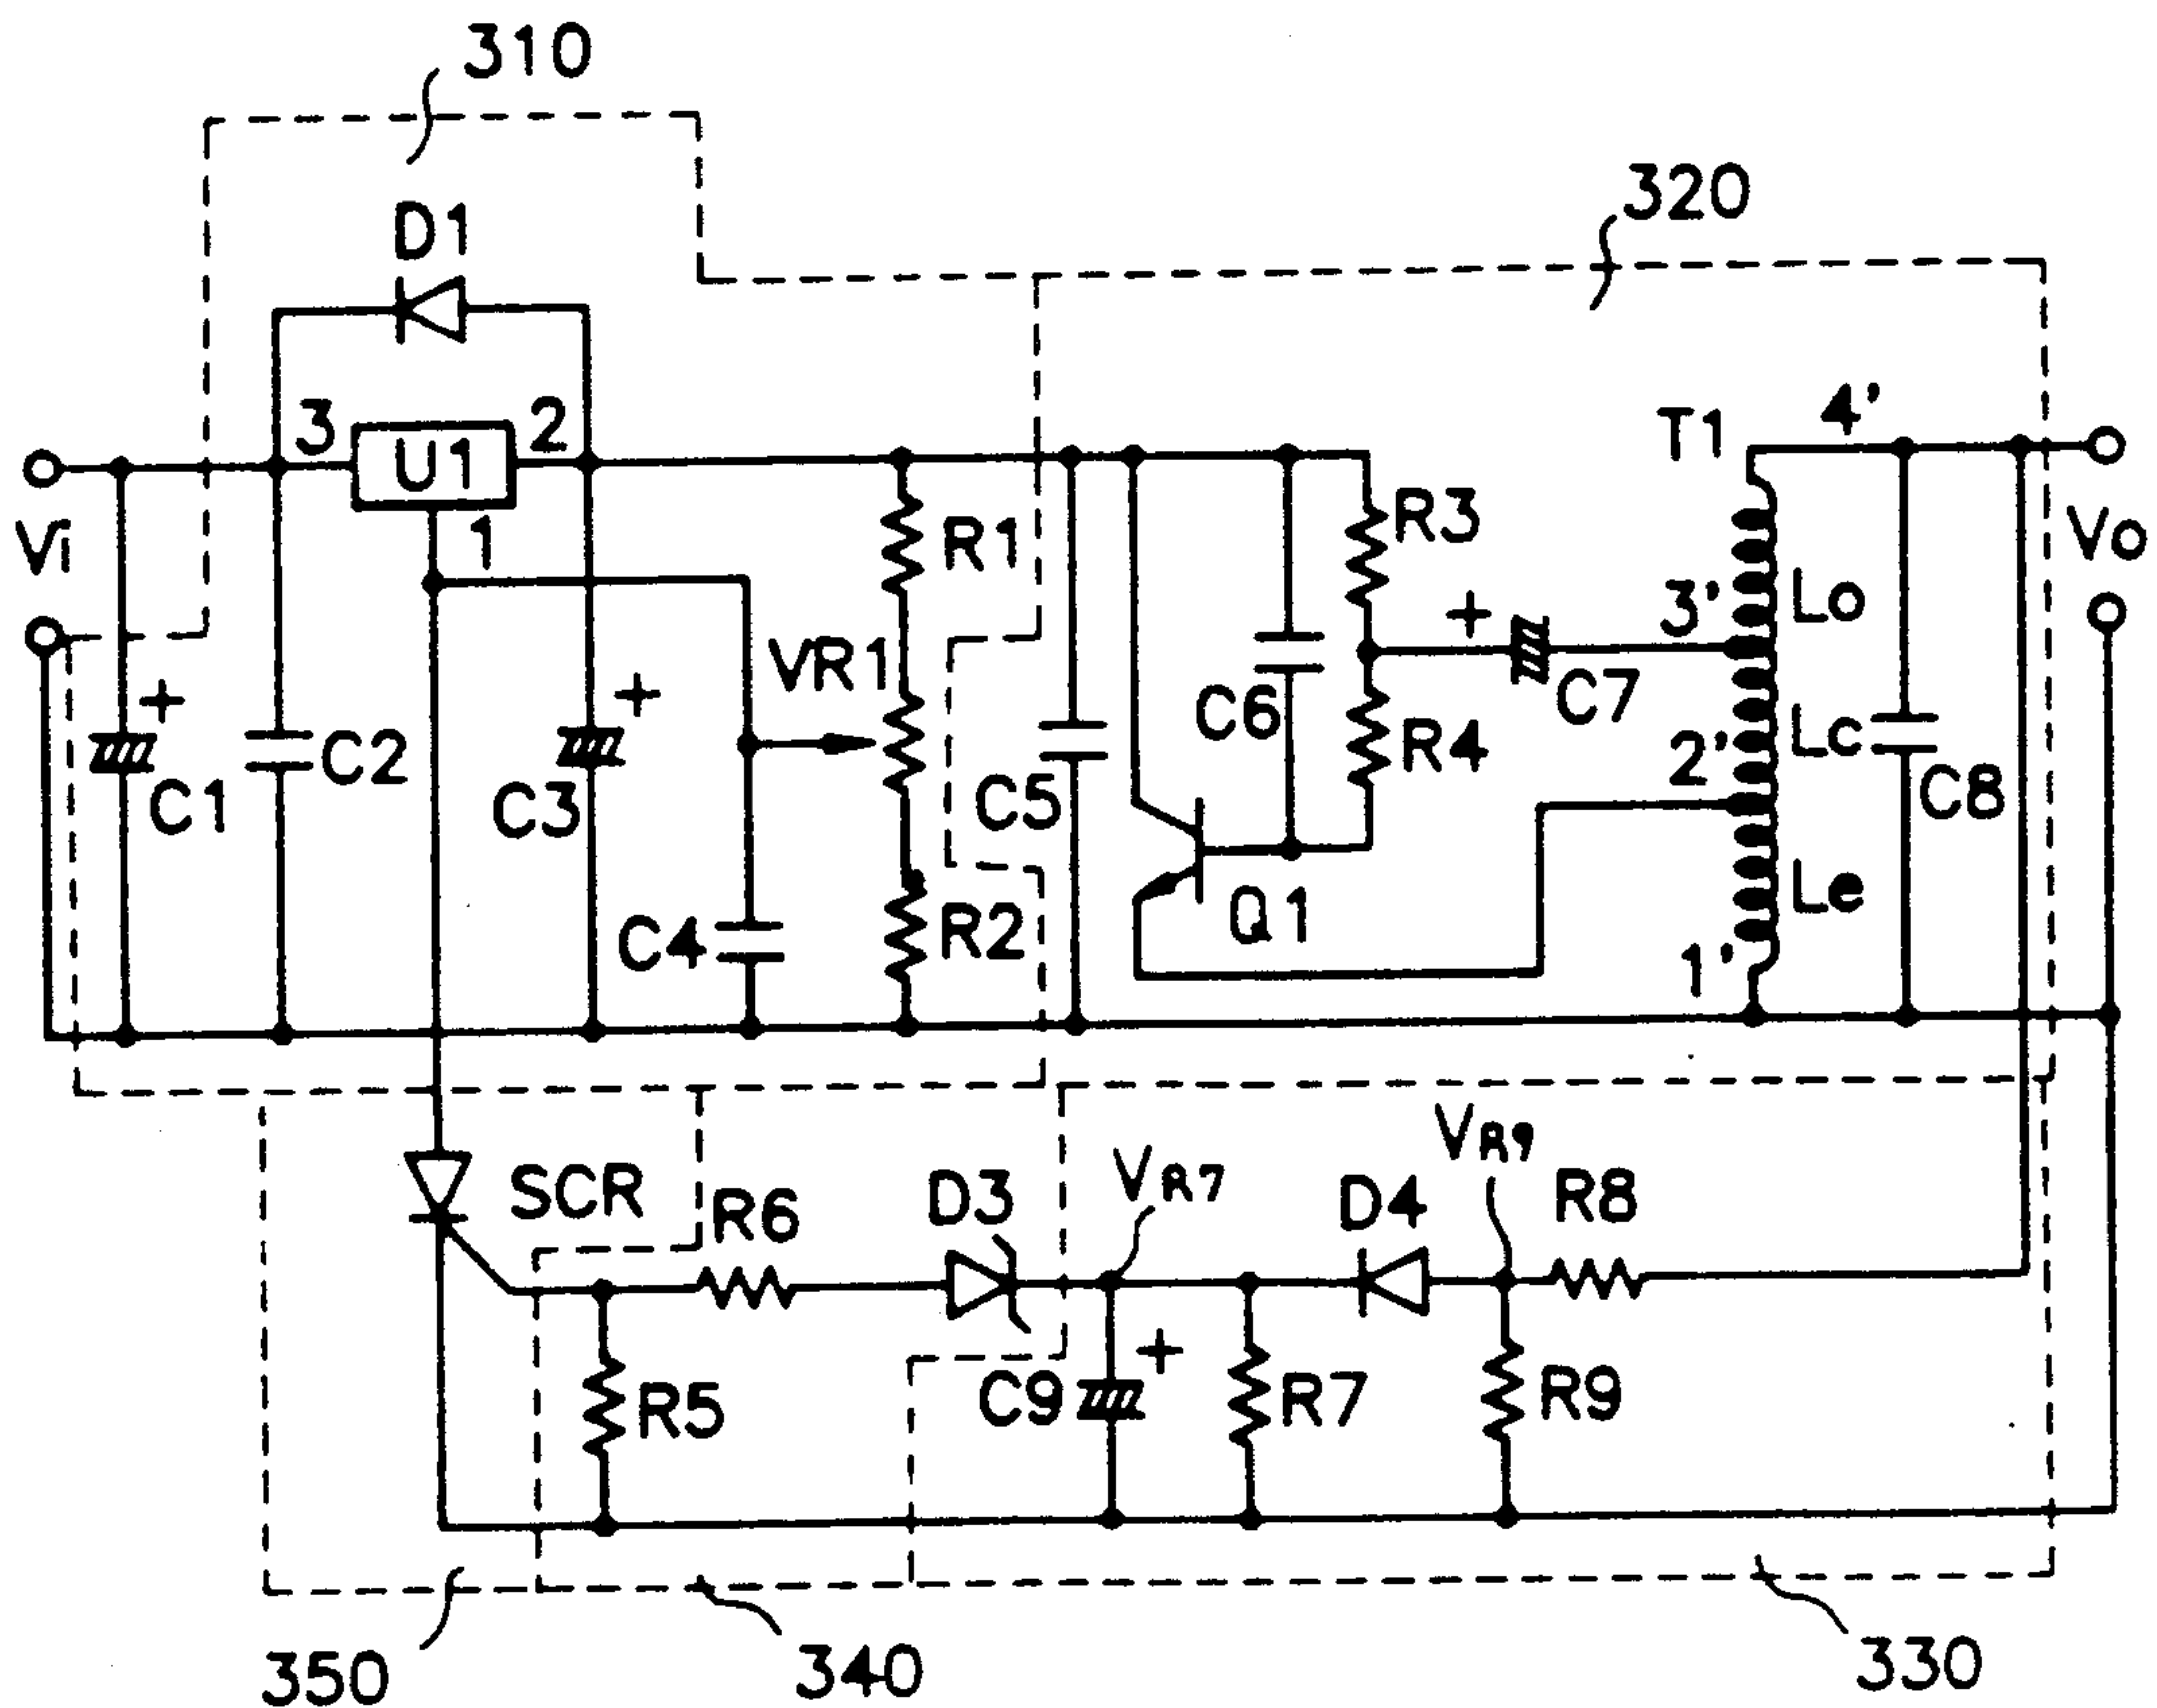 310
320
D1
T1
4'
3
U1
2
Vi
1
R1
R3
Vo
+
3'
Lo
VR1
+
+
C6
C7
R4
2'
Lc
C1
C2
C3
C5
C8
C4
R2
Q1
Le
1'
SCR
R6
D3
VR7
D4
VR9
R8
+
R5
C9
R7
R9
350
340
330